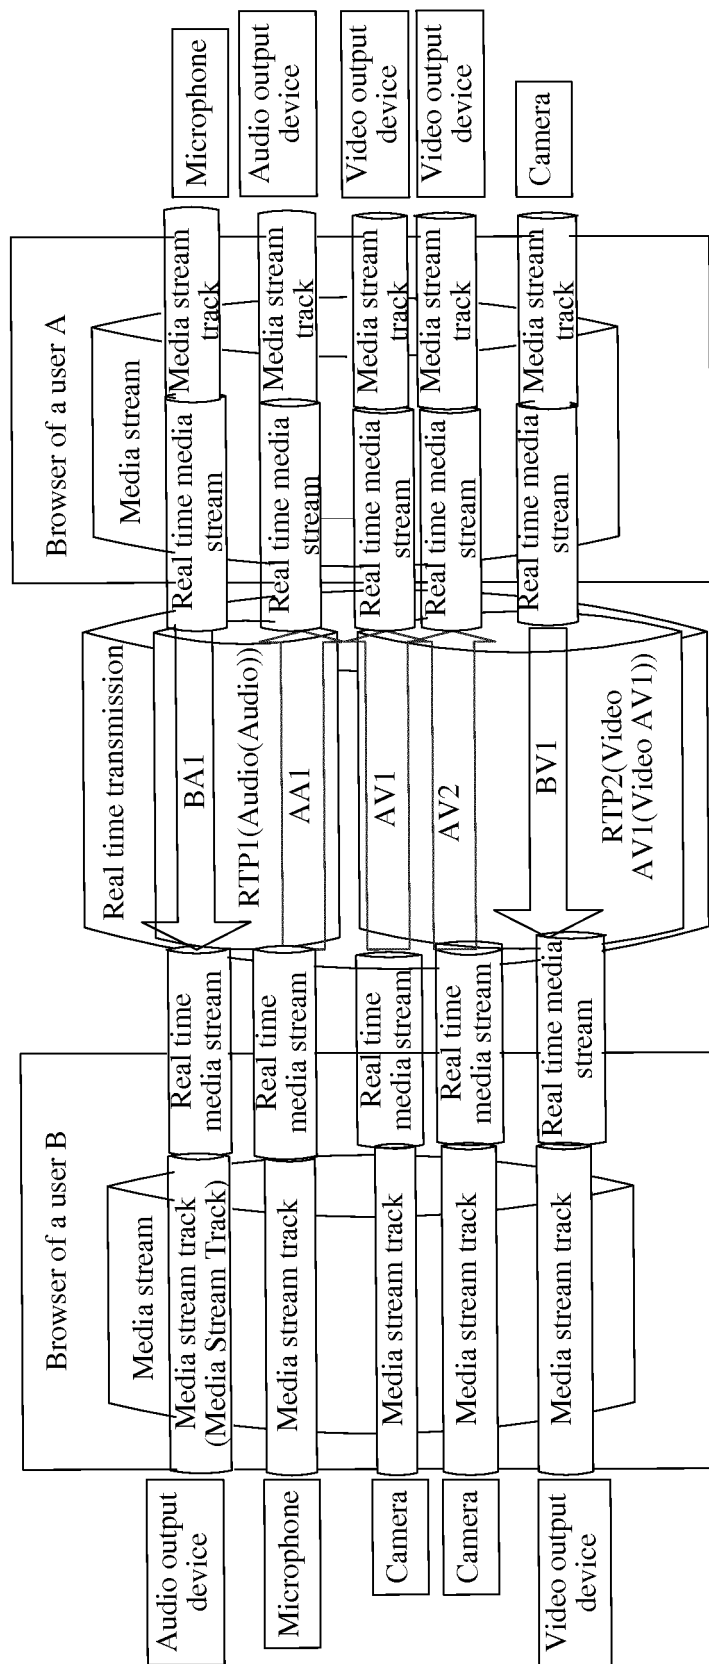 Browser of a user B
Media stream
Audio output
device
Media stream track
(Media Stream Track)
Real time
media stream
Microphone
Media stream track
Real time
media stream
Camera
Media stream track
Real time
media stream
Camera
Media stream track
Real time
media stream
Video output
device
Media stream track
Real time media
stream
Real time transmission
BA1
RTP1(Audio(Audio))
AA1
AV1
AV2
BV1
RTP2(Video
AV1(Video AV1))
Browser of a user A
Media stream
Real time media
stream
Media stream
track
Microphone
Real time media
stream
Media stream
track
Audio output
device
Real time media
stream
Media stream
track
Video output
device
Real time media
stream
Media stream
track
Video output
device
Real time media
stream
Media stream
track
Camera